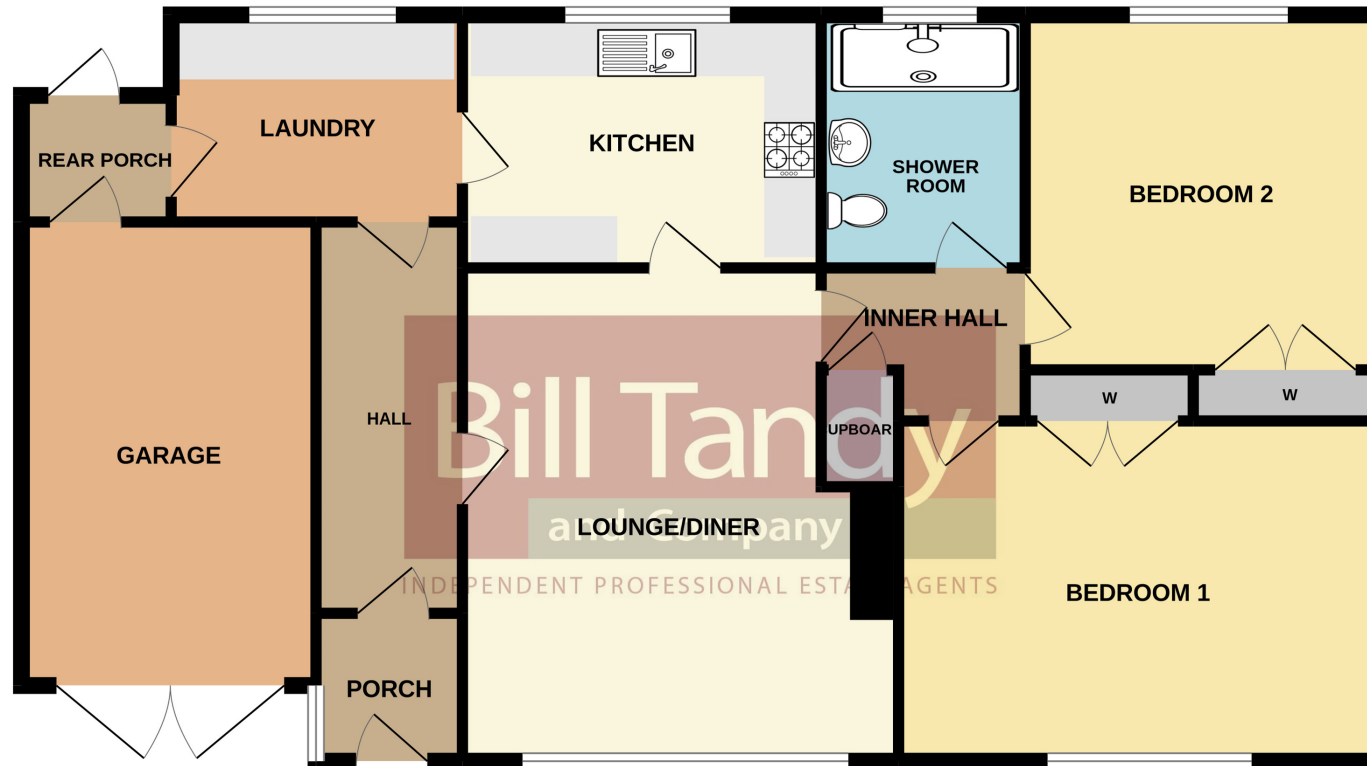 LAUNDRY
KITCHEN
REAR PORCH
SHOWER
ROOM
BEDROOM 2
INNER HALL
W
W
HALL
UPBOAR
GARAGE
Bill Tandy
and Company
LOUNGE/DINER
INDEPENDENT PROFESSIONAL ESTATE AGENTS
BEDROOM 1
PORCH